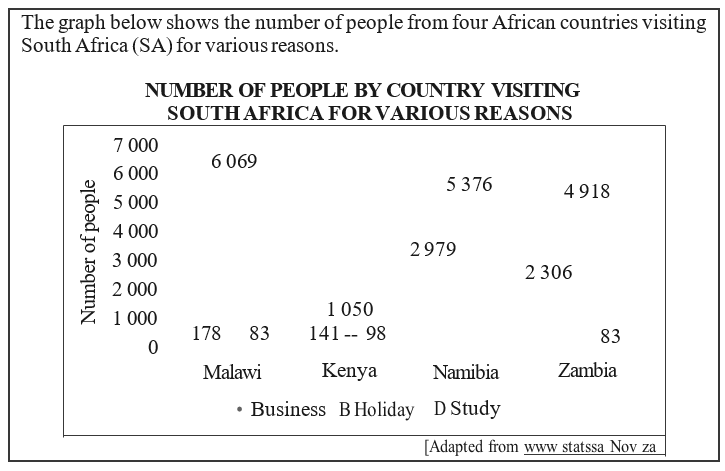 The graph below shows the number of people from four African countries visiting
South Africa (SA) for various reasons.
NUMBER OF PEOPLE BY COUNTRY VISITING
SOUTH AFRICA FOR VARIOUS REASONS
Number of people
7 000
6 000
5 000
4 000
3 000
2 000
1 000
0
6 069
5 376
4 918
2 979
2 306
1 050
178 83 141 -- 98 83
Malawi Kenya Namibia Zambia
• Business B Holiday D Study
[Adapted from www statssa Nov za